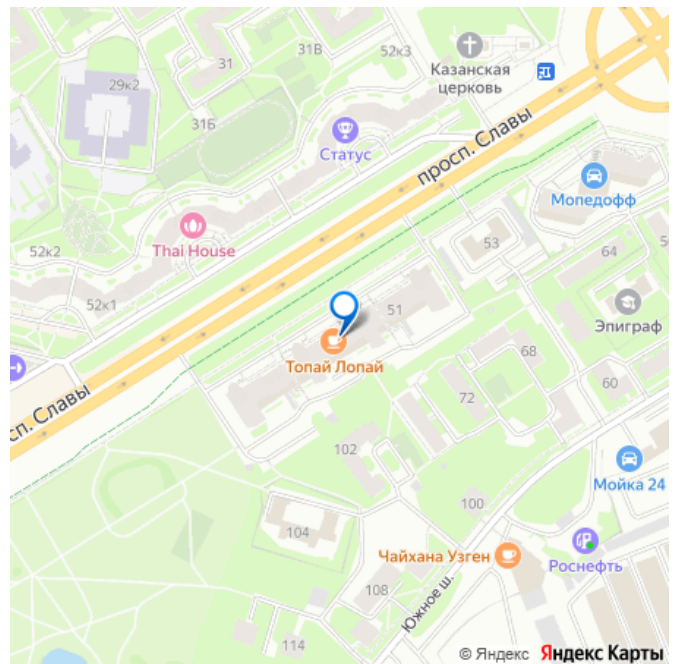 52к3
31В
31
Казанская
церковь
29к2
31Б
просп. Славы
Статус
Мопедофф
Thai House
53
64
52к2
52к1
51
Эпиграф
Топай Лопай
68
72
60
сп. Славы
102
Мойка 24
100
104
Чайхана Узген
Роснефть
108
Южное ш.
114
© Яндекс Яндекс Карты